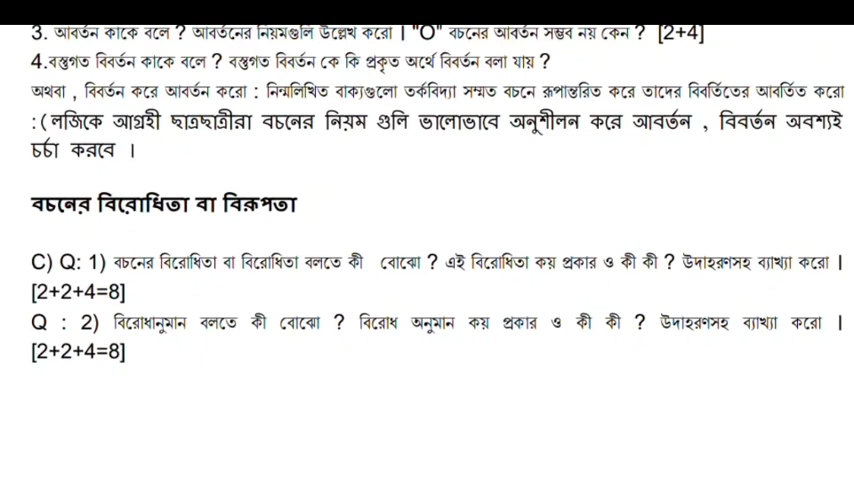 3. আবর্তন কাকে বলে ? আবর্তনের নিয়মগুলি উল্লেখ করো । "O" বচনের আবর্তন সম্ভব নয় কেন ? [2+4]
4.বস্তুগত বিবর্তন কাকে বলে ? বস্তুগত বিবর্তন কে কি প্রকৃত অর্থে বিবর্তন বলা যায় ?
অথবা , বিবর্তন করে আবর্তন করো : নিম্নলিখিত বাক্যগুলো তর্কবিদ্যা সম্মত বচনে রূপান্তরিত করে তাদের বিবর্তিতের আবর্তিত করো
:( লজিকে আগ্রহী ছাত্রছাত্রীরা বচনের নিয়ম গুলি ভালোভাবে অনুশীলন করে আবর্তন , বিবর্তন অবশ্যই
চর্চা করবে ।
বচনের বিরোধিতা বা বিরূপতা
C) Q: 1) বচনের বিরোধিতা বা বিরোধিতা বলতে কী বোঝো ? এই বিরোধিতা কয় প্রকার ও কী কী ? উদাহরণসহ ব্যাখ্যা করো ।
[2+2+4=8]
Q : 2) বিরোধানুমান বলতে কী বোঝো ? বিরোধ অনুমান কয় প্রকার ও কী কী ? উদাহরণসহ ব্যাখ্যা করো ।
[2+2+4=8]